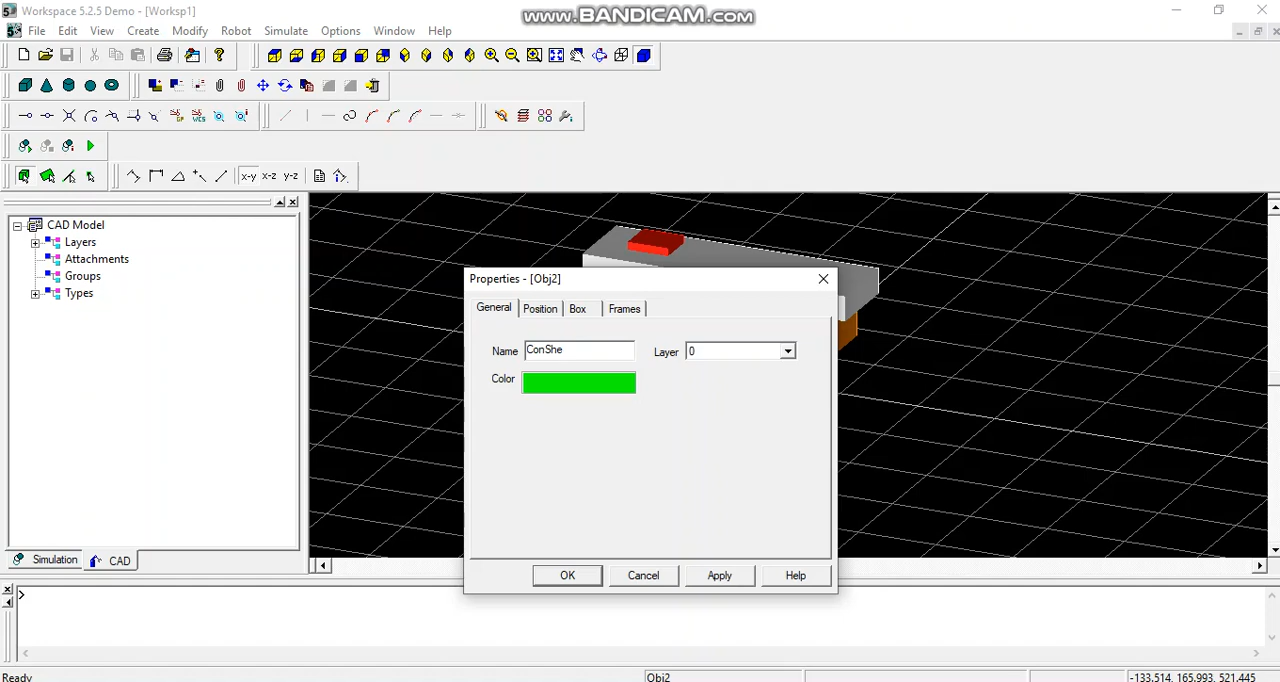 Workspace 5.2.5 Demo - [Worksp1]
www.BANDICAM.com
File Edit View Create Modify Robot Simulate Options Window Help
x-y x-z y-z
CAD Model
Layers
Attachments
Groups
Types
Simulation CAD
Properties - [Obj2]
General Position Box Frames
Name ConShe Layer 0
Color
OK Cancel Apply Help
>
Ready Obj2 -133.514, 165.993, 521.445